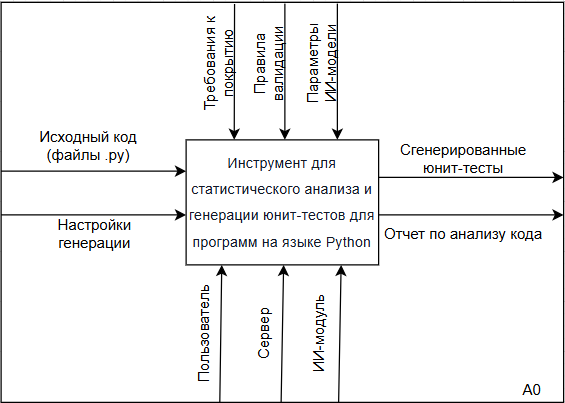 Требования к
покрытию
Правила
валидации
Параметры
ИИ-модели
Исходный код
(файлы .py)
Настройки
генерации
Инструмент для
статистического анализа и
генерации юнит-тестов для
программ на языке Python
Сгенерированные
юнит-тесты
Отчет по анализу кода
Пользователь
Сервер
ИИ-модуль
A0